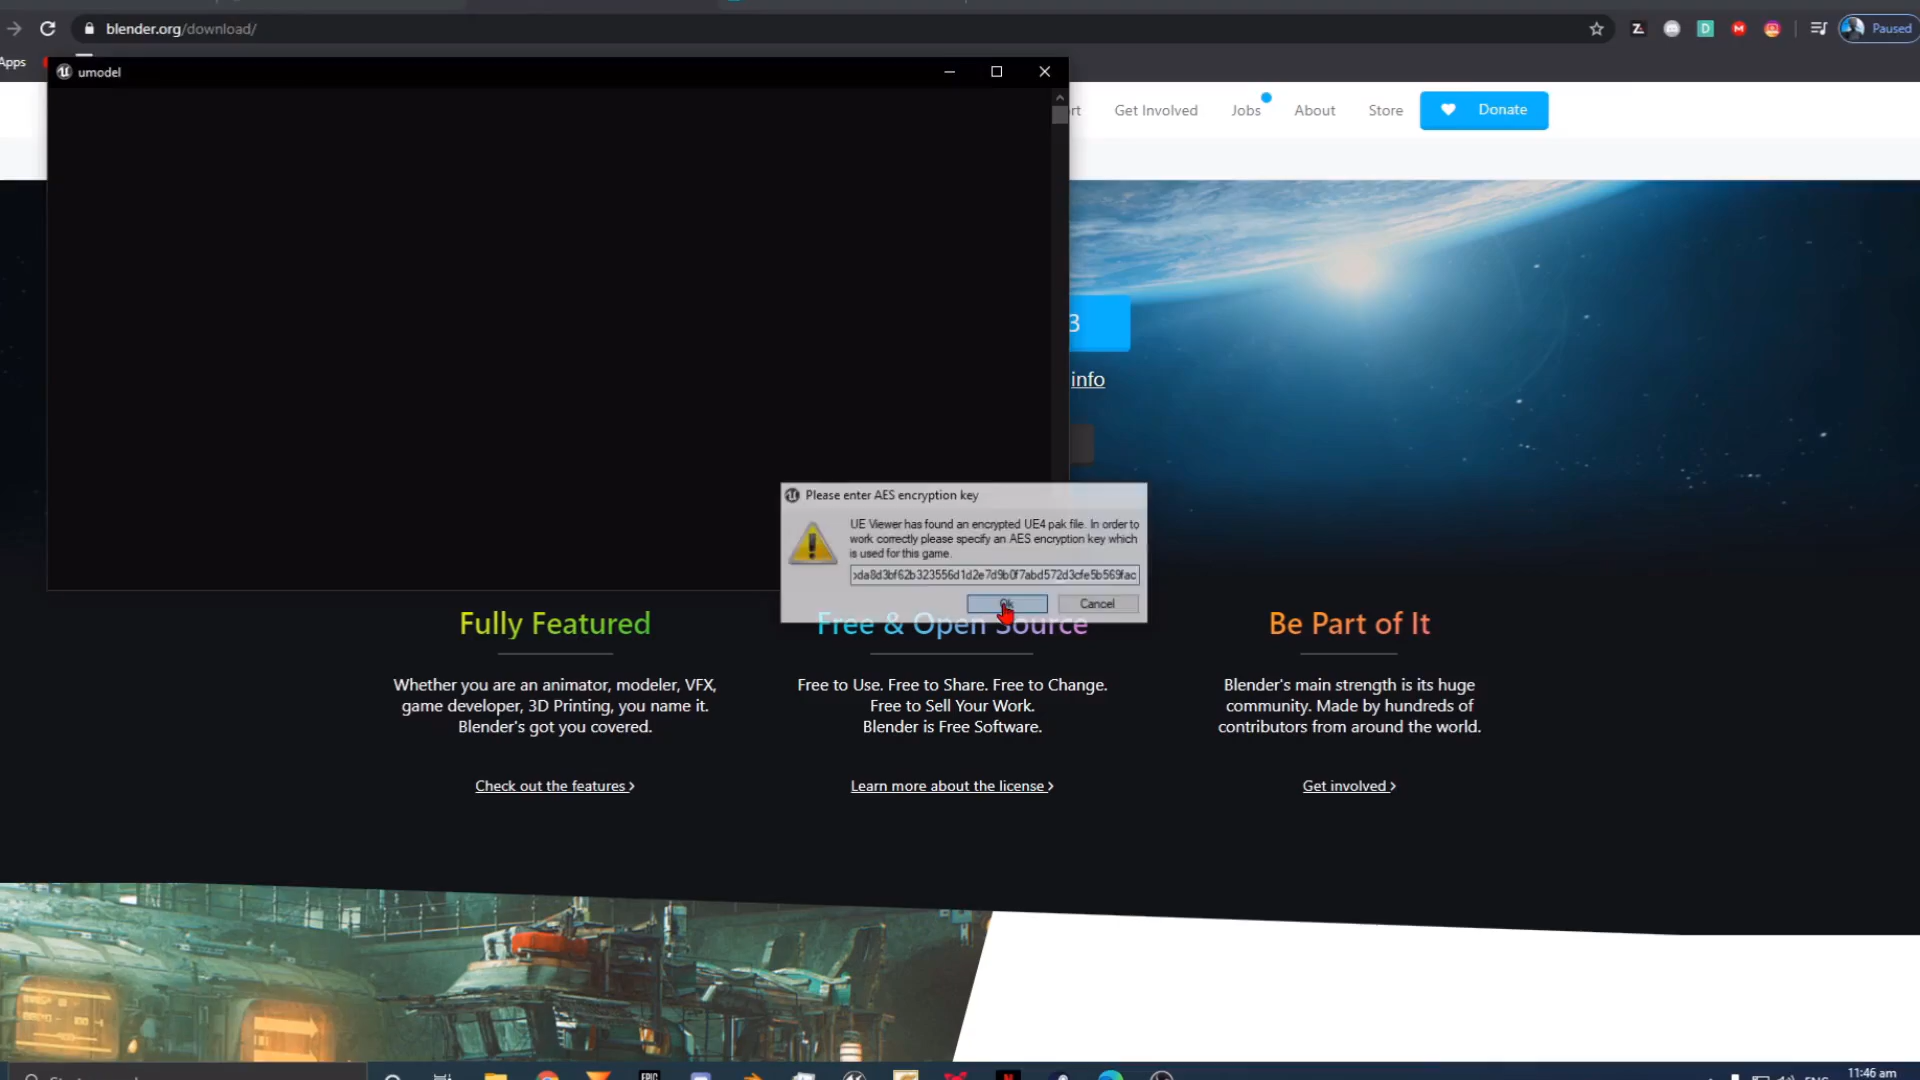 blender.org/download/
Paused
Apps
umodel
rt
Get Involved
Jobs
About
Store
Donate
3
info
Please enter AES encryption key
UE Viewer has found an encrypted UE4 pak file. In order to
work correctly please specify an AES encryption key which
is used for this game.
xda8d3bf62b323556d1d2e7d9b0f7abd572d3cfe5b569fac
Ok
Cancel
Fully Featured
Free & Open Source
Be Part of It
Whether you are an animator, modeler, VFX,
game developer, 3D Printing, you name it.
Blender's got you covered.
Free to Use. Free to Share. Free to Change.
Free to Sell Your Work.
Blender is Free Software.
Blender's main strength is its huge
community. Made by hundreds of
contributors from around the world.
Check out the features
Learn more about the license
Get involved
EPIC
11:46 am